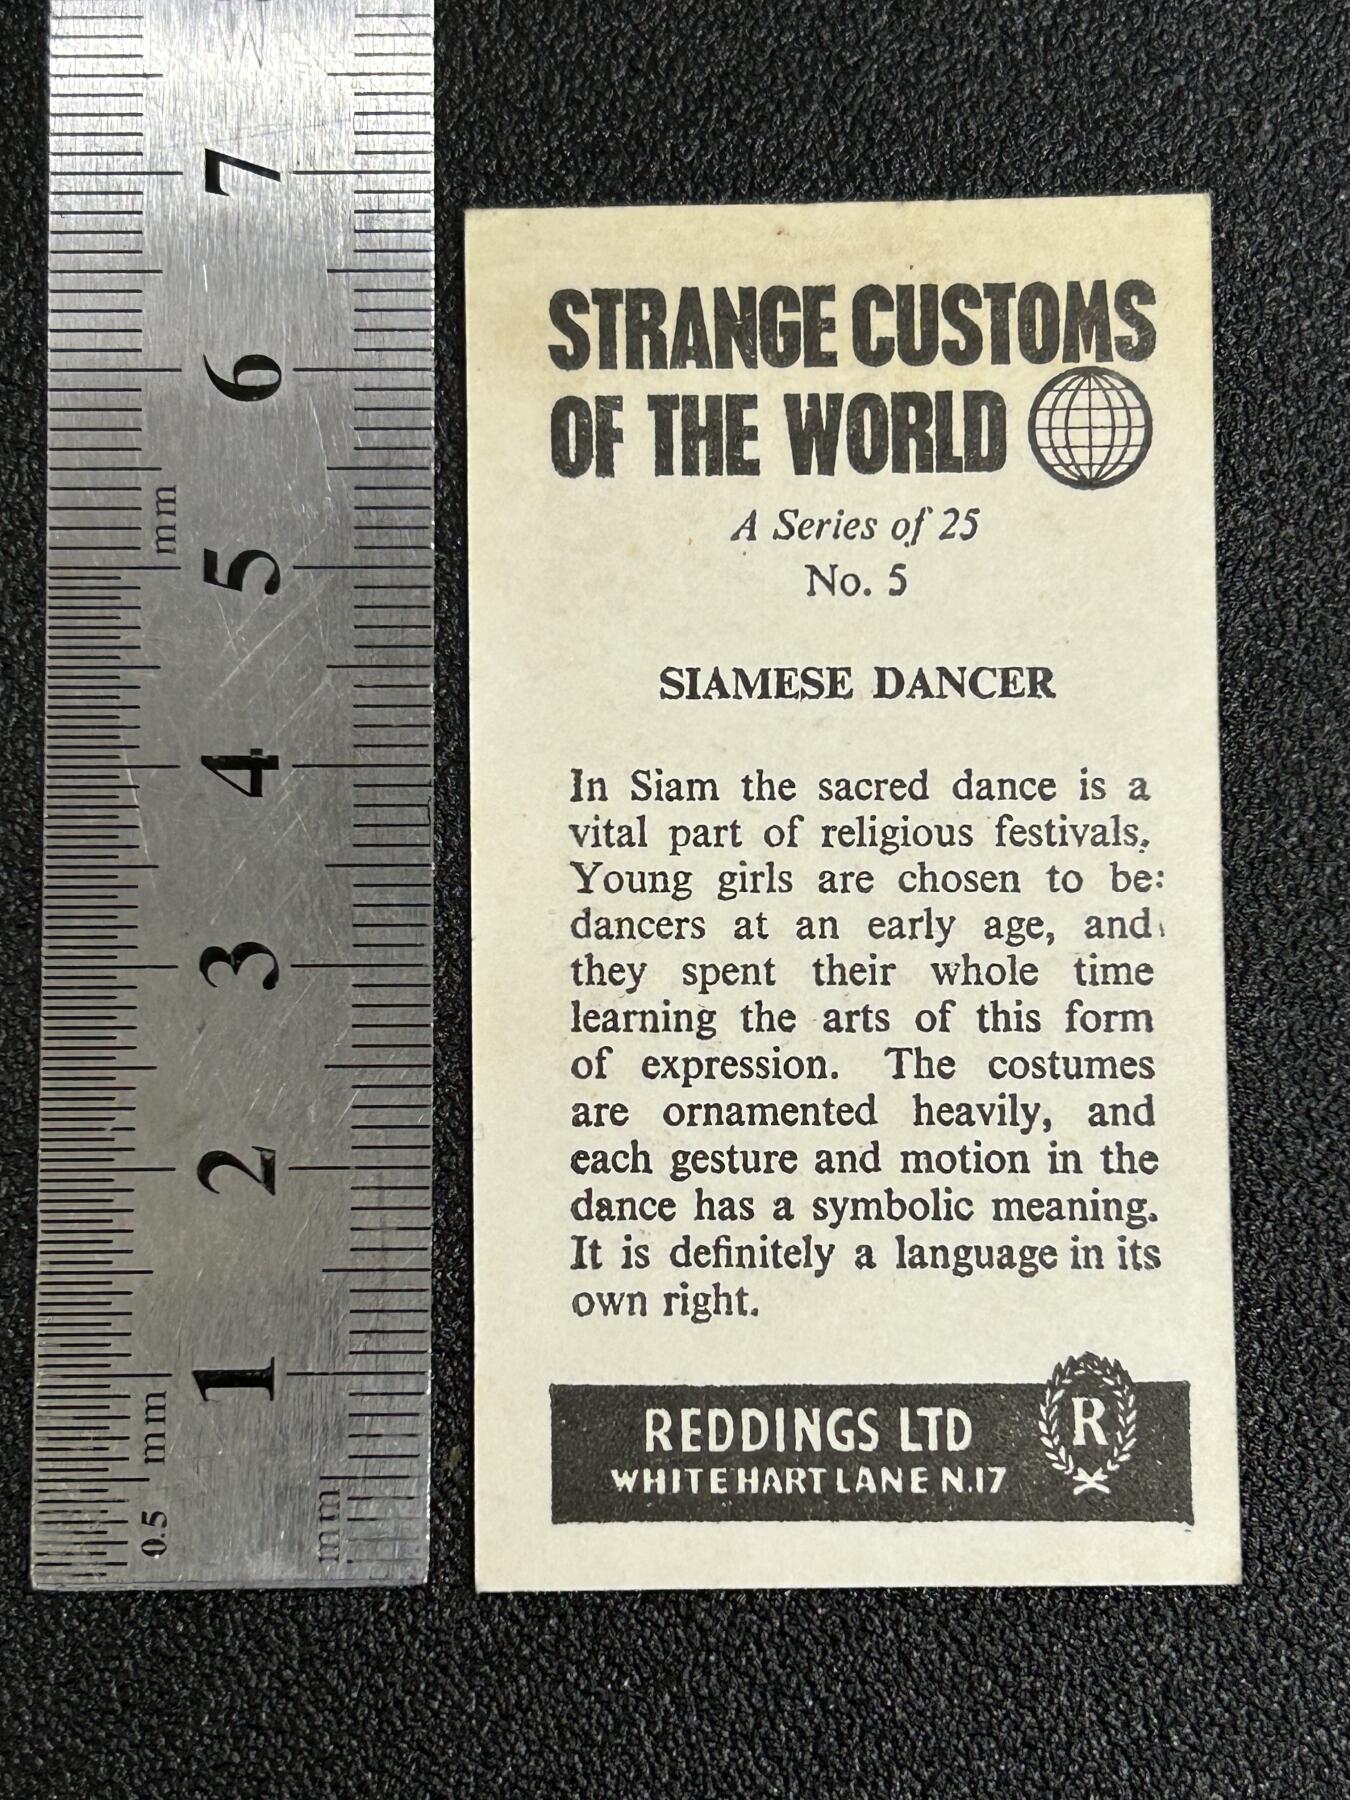 7
6
mm
5
4
3
2
1
mm
0.5
mm
STRANGE CUSTOMS
OF THE WORLD
A Series of 25
No. 5
SIAMESE DANCER
In Siam the sacred dance is a
vital part of religious festivals.
Young girls are chosen to be
dancers at an early age, and
they spent their whole time
learning the arts of this form
of expression. The costumes
are ornamented heavily, and
each gesture and motion in the
dance has a symbolic meaning.
It is definitely a language in its
own right.
REDDINGS LTD
WHITE HART LANE N.17
R